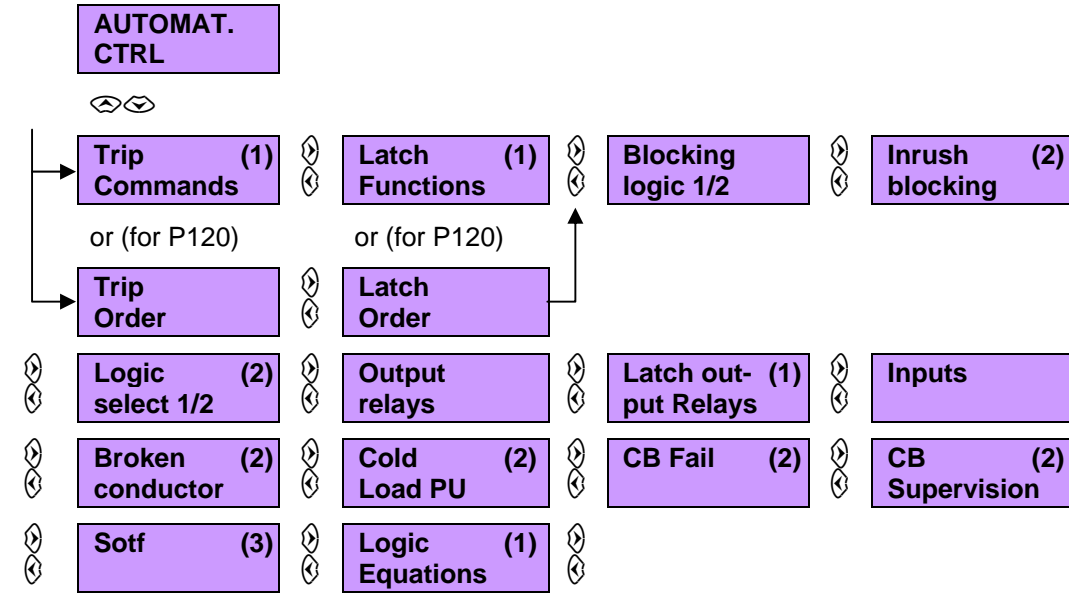 AUTOMAT.
CTRL
Trip (1)
Commands
Latch (1)
Functions
Blocking
logic 1/2
Inrush (2)
blocking
or (for P120)
or (for P120)
Trip
Order
Latch
Order
Logic (2)
select 1/2
Output
relays
Latch out- (1)
put Relays
Inputs
Broken (2)
conductor
Cold (2)
Load PU
CB Fail (2)
CB (2)
Supervision
Sotf (3)
Logic (1)
Equations